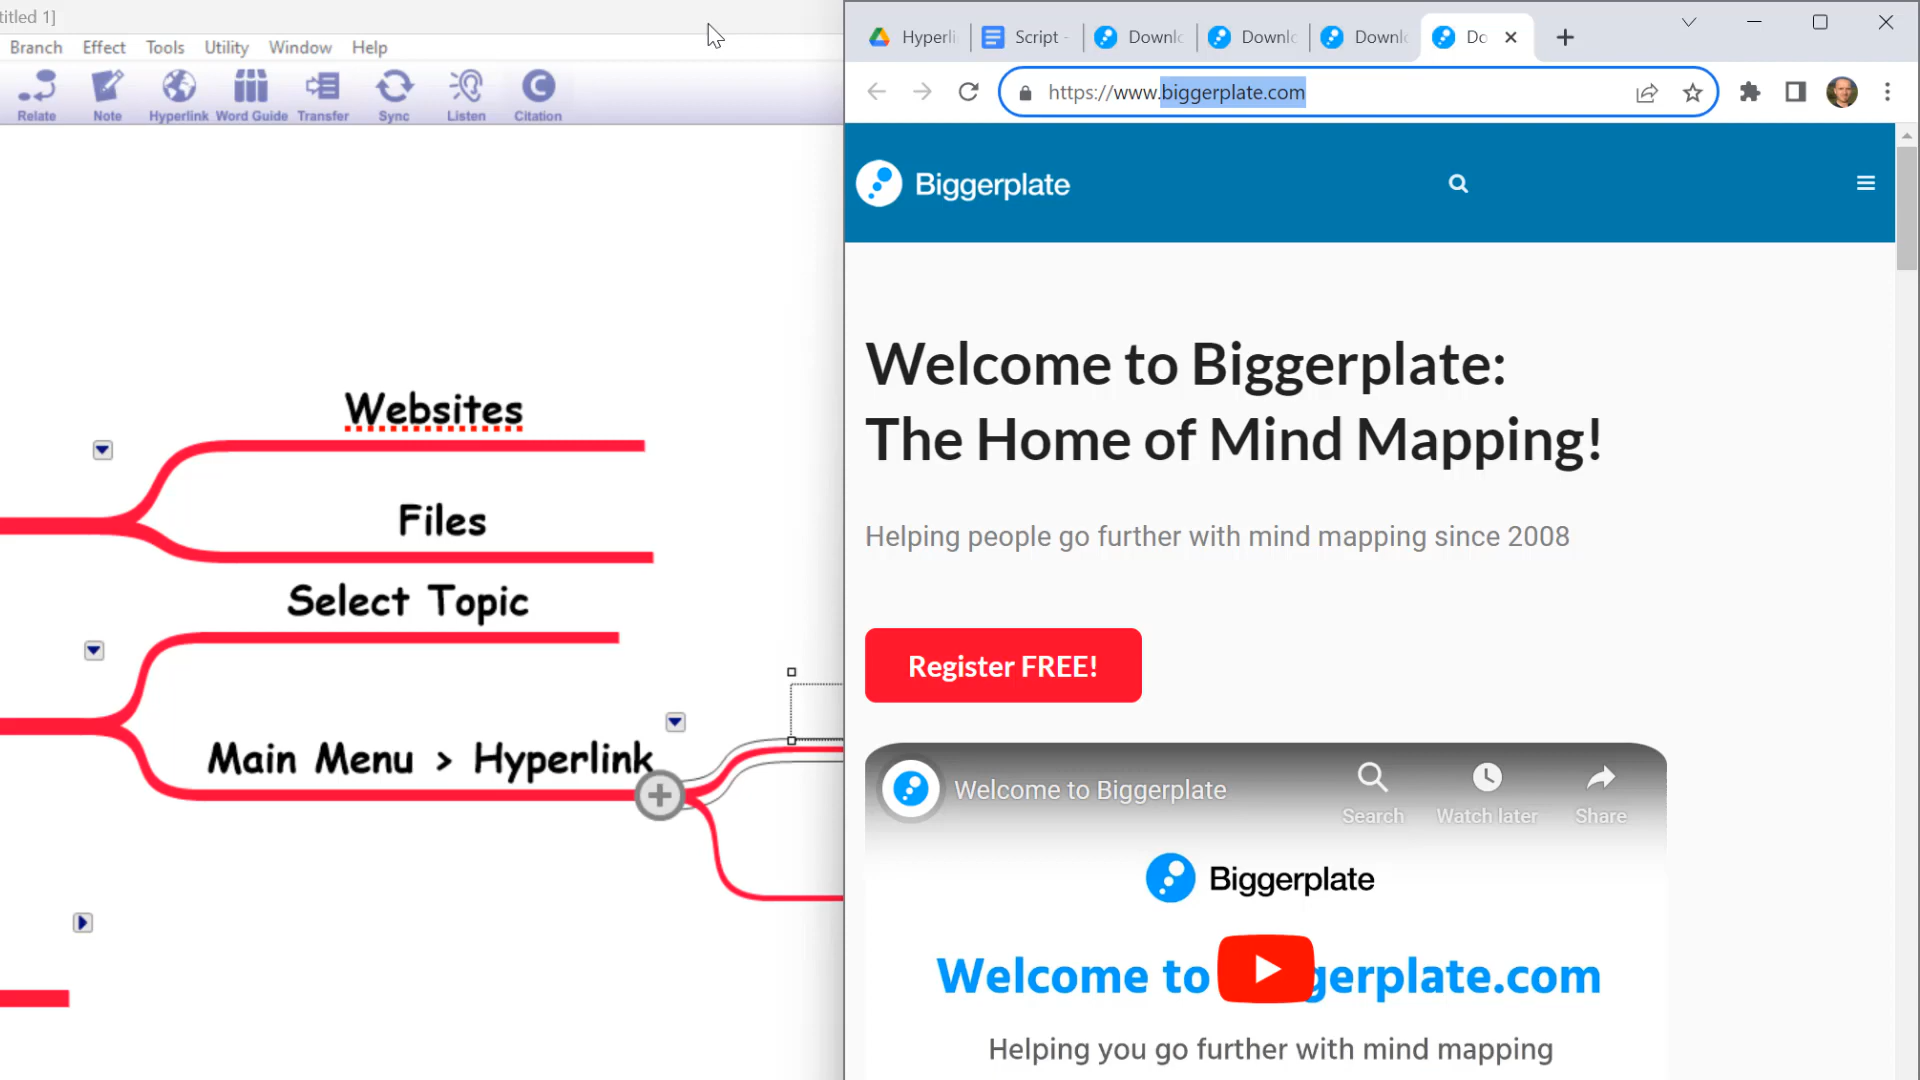 titled 1]
Branch Effect Tools Utility Window Help
Relate Note Hyperlink Word Guide Transfer Sync Listen Citation
Websites
Files
Select Topic
Main Menu > Hyperlink
Hyperli Script - Downlo Downlo Downlo Do
https://www.biggerplate.com
Biggerplate
Welcome to Biggerplate:
The Home of Mind Mapping!
Helping people go further with mind mapping since 2008
Register FREE!
Welcome to Biggerplate
Search Watch later Share
Biggerplate
Welcome to gerplate.com
Helping you go further with mind mapping